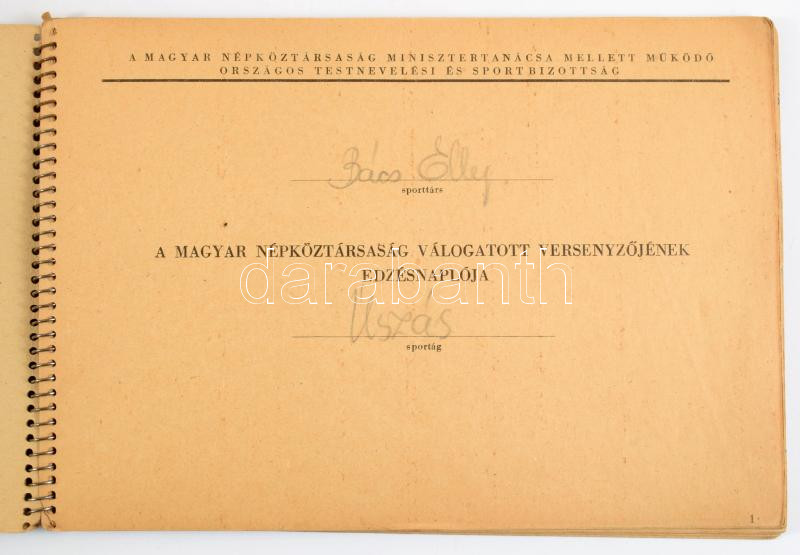 A MAGYAR NÉPKÖZTÁRSASÁG MINISZTERTANÁCSA MELLETT MŰKÖDŐ
ORSZÁGOS TESTNEVELÉSI ÉS SPORTBIZOTTSÁG
Bács Elly
sporttárs
A MAGYAR NÉPKÖZTÁRSASÁG VÁLOGATOTT VERSENYZŐJÉNEK
EDZÉSNAPLÓJA
darabanth
Uszás
sportág
1